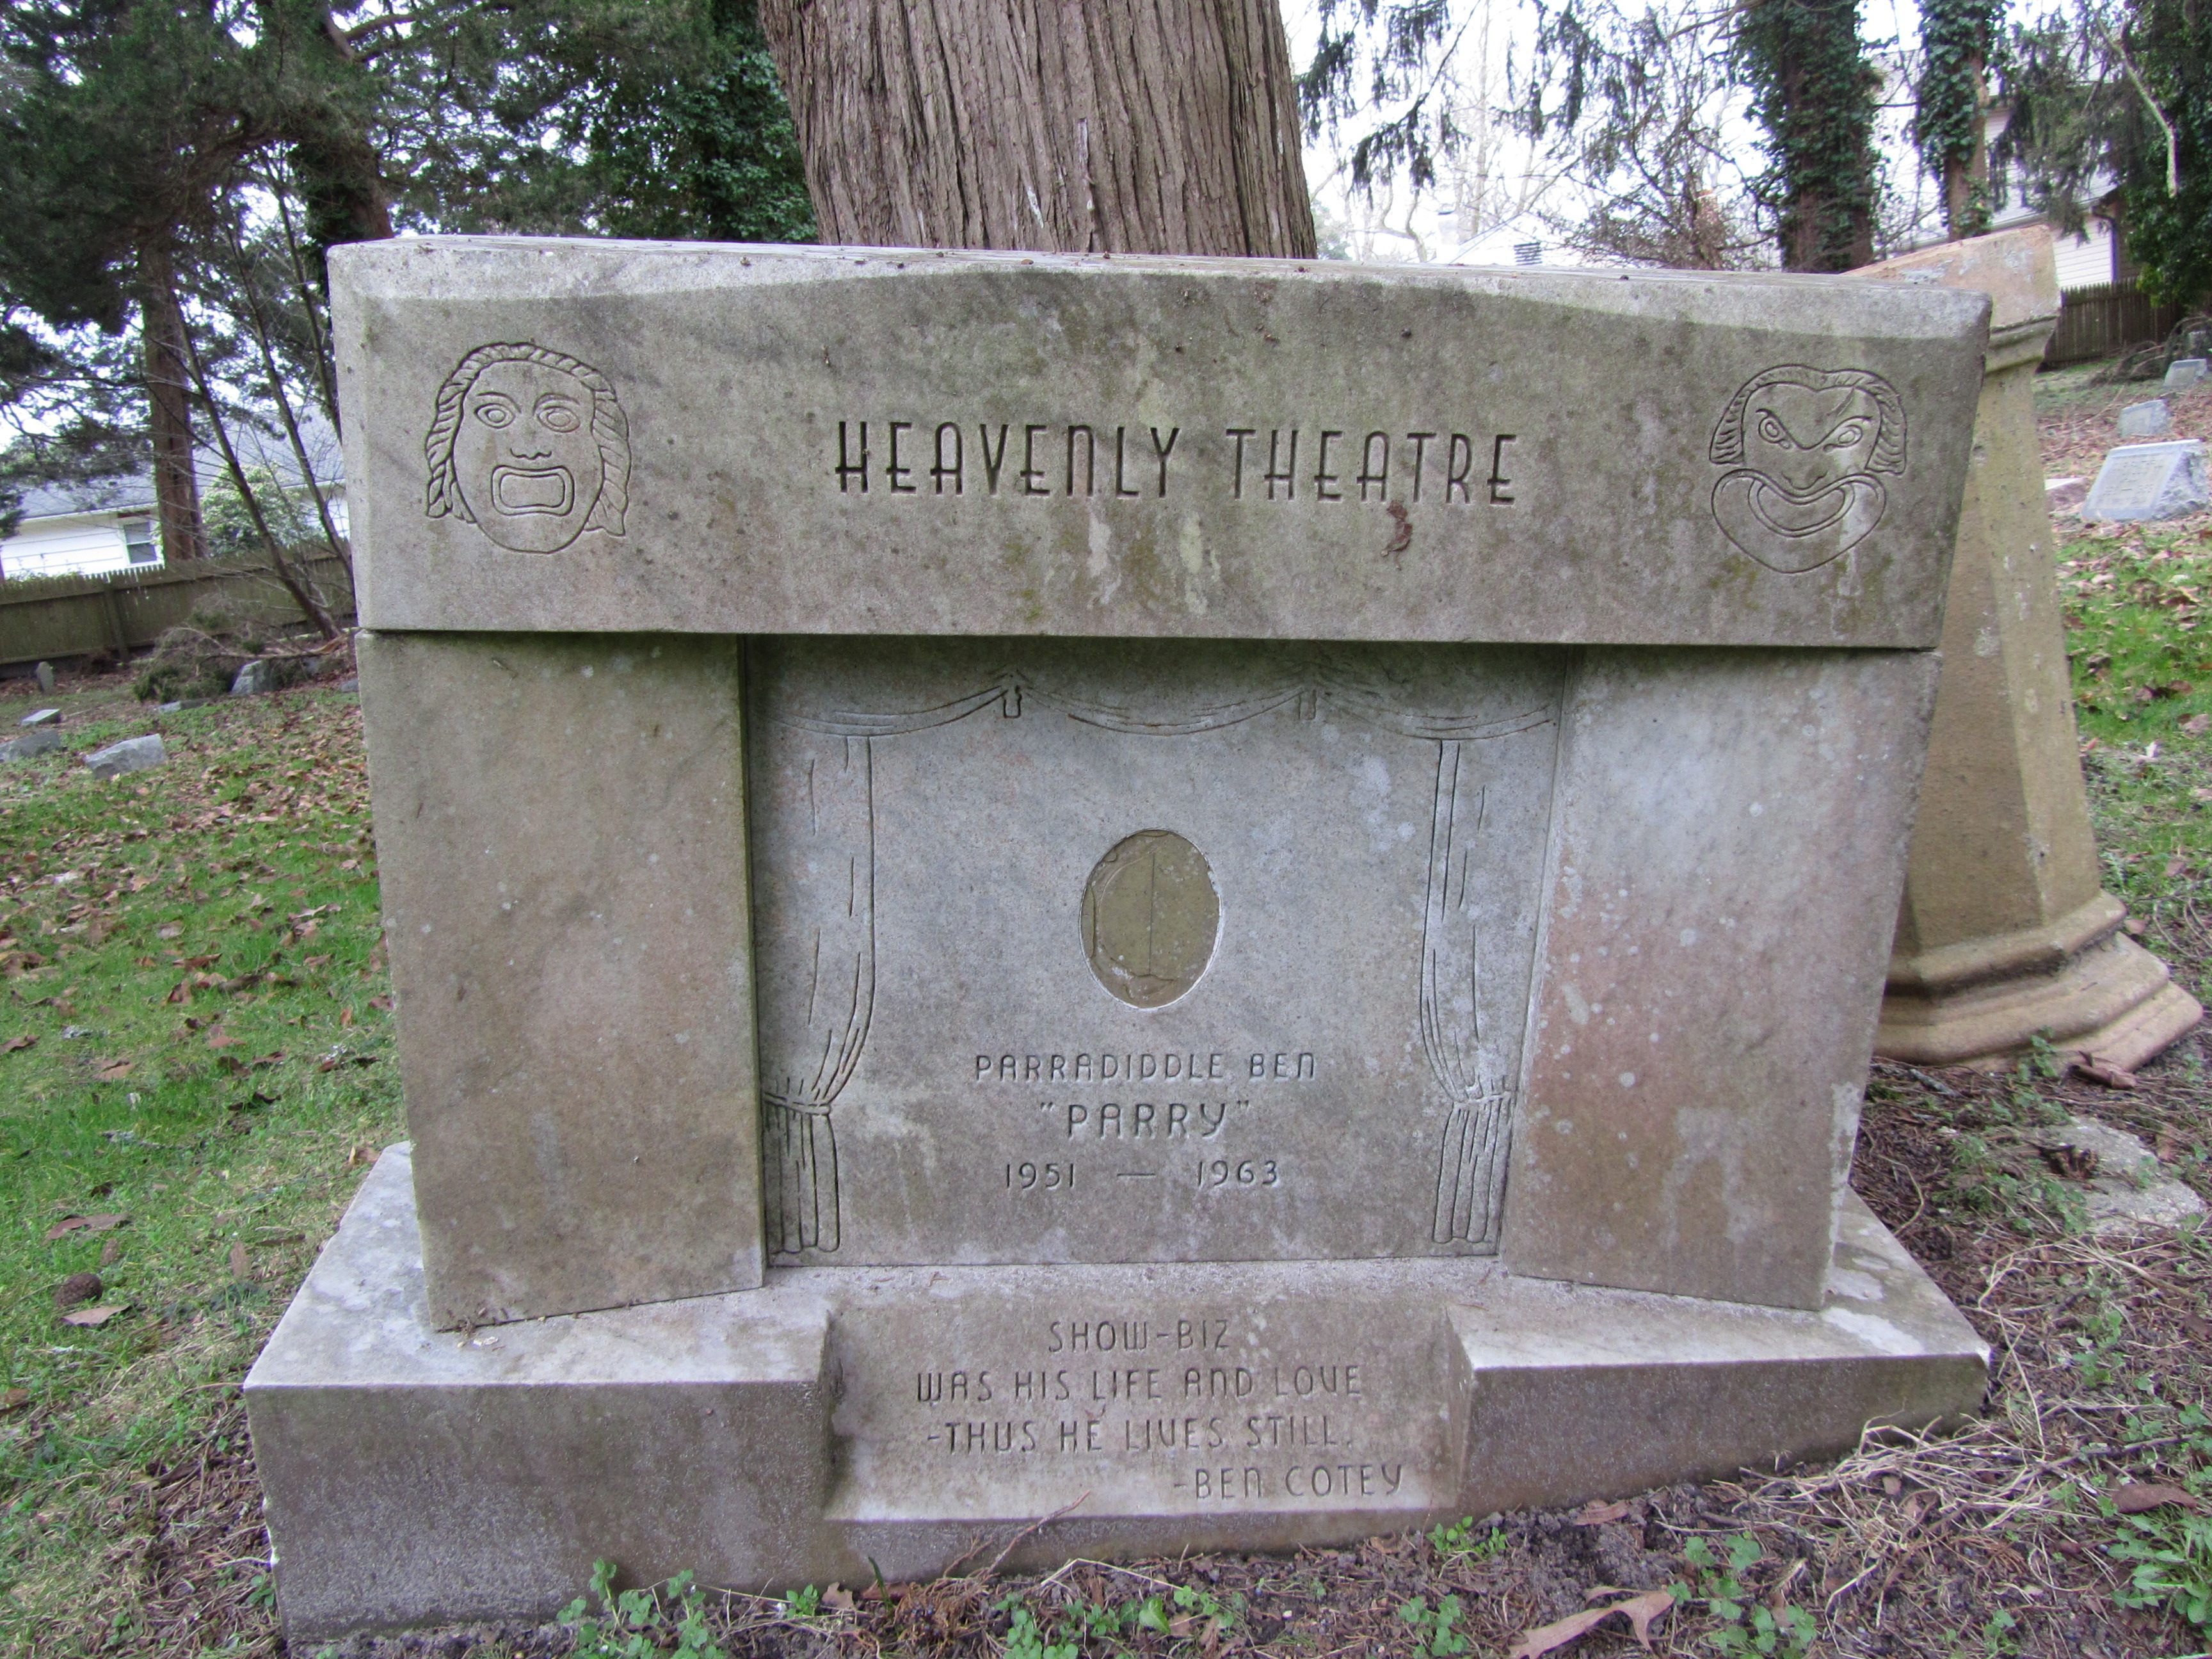 HEAVENLY THEATRE
PARRADIDDLE BEN
"PARRY"
1951 — 1963
SHOW-BIZ
WAS HIS LIFE AND LOVE
-THUS HE LIVES STILL.
-BEN COTEY